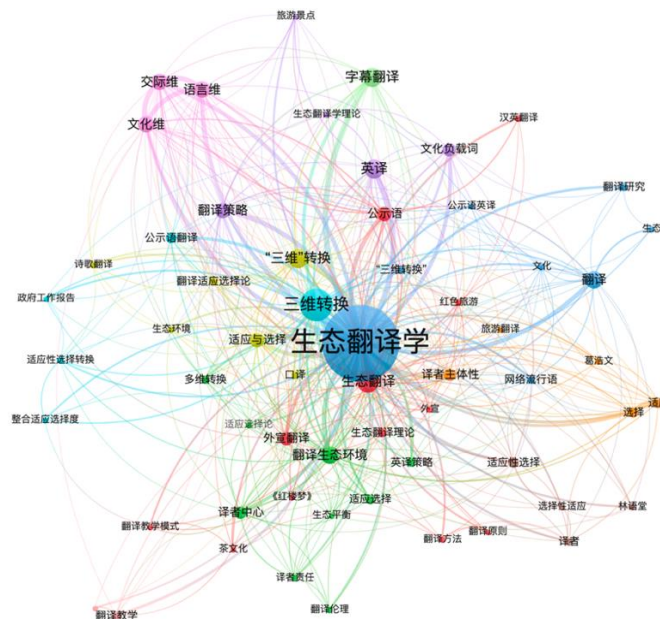 旅游景点
交际维
语言维
字幕翻译
文化维
生态翻译学理论
汉英翻译
文化负载词
英译
翻译研究
翻译策略
公示语
公示语英译
生态
公示语翻译
诗歌翻译
“三维”转换
“三维转换”
文化
翻译
翻译适应选择论
政府工作报告
三维转换
红色旅游
生态环境
适应与选择
生态翻译学
旅游翻译
适应性选择转换
葛浩文
多维转换
口译
生态翻译
译者主体性
网络流行语
适应
选择
整合适应选择度
适应选择论
外宣
外宣翻译
生态翻译理论
翻译生态环境
英译策略
适应性选择
《红楼梦》
适应选择
译者中心
生态平衡
选择性适应
林语堂
翻译教学模式
翻译方法
翻译原则
译者
茶文化
译者责任
翻译教学
翻译伦理